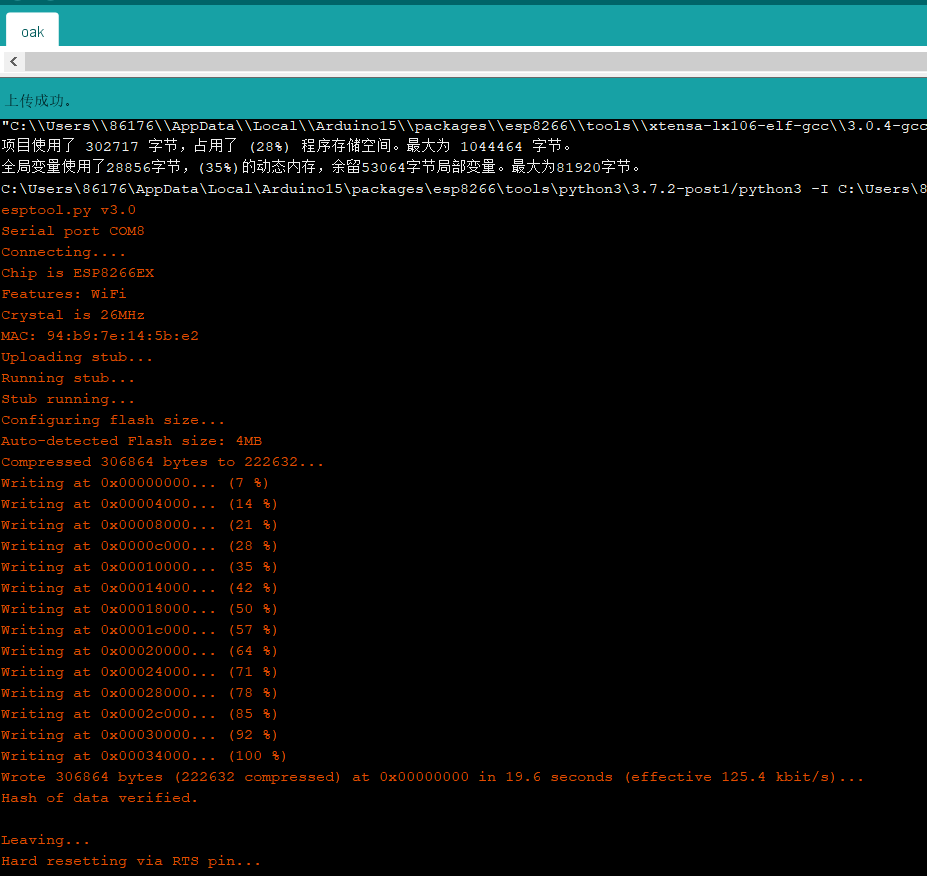 oak
上传成功。
"C:\\Users\\86176\\AppData\\Local\\Arduino15\\packages\\esp8266\\tools\\xtensa-lx106-elf-gcc\\3.0.4-gcc
项目使用了 302717 字节，占用了 (28%) 程序存储空间。最大为 1044464 字节。
全局变量使用了28856字节，(35%)的动态内存，余留53064字节局部变量。最大为81920字节。
C:\Users\86176\AppData\Local\Arduino15\packages\esp8266\tools\python3\3.7.2-post1/python3 -I C:\Users\8
esptool.py v3.0
Serial port COM8
Connecting....
Chip is ESP8266EX
Features: WiFi
Crystal is 26MHz
MAC: 94:b9:7e:14:5b:e2
Uploading stub...
Running stub...
Stub running...
Configuring flash size...
Auto-detected Flash size: 4MB
Compressed 306864 bytes to 222632...
Writing at 0x00000000... (7 %)
Writing at 0x00004000... (14 %)
Writing at 0x00008000... (21 %)
Writing at 0x0000c000... (28 %)
Writing at 0x00010000... (35 %)
Writing at 0x00014000... (42 %)
Writing at 0x00018000... (50 %)
Writing at 0x0001c000... (57 %)
Writing at 0x00020000... (64 %)
Writing at 0x00024000... (71 %)
Writing at 0x00028000... (78 %)
Writing at 0x0002c000... (85 %)
Writing at 0x00030000... (92 %)
Writing at 0x00034000... (100 %)
Wrote 306864 bytes (222632 compressed) at 0x00000000 in 19.6 seconds (effective 125.4 kbit/s)...
Hash of data verified.
Leaving...
Hard resetting via RTS pin...